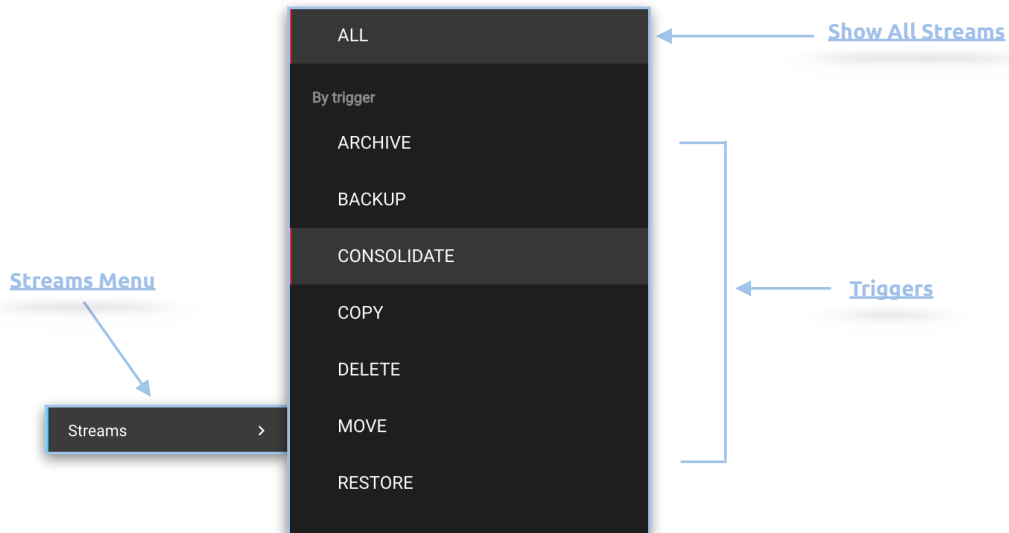 ALL
Show All Streams
By trigger
ARCHIVE
BACKUP
CONSOLIDATE
Streams Menu
Triggers
COPY
DELETE
MOVE
Streams
RESTORE